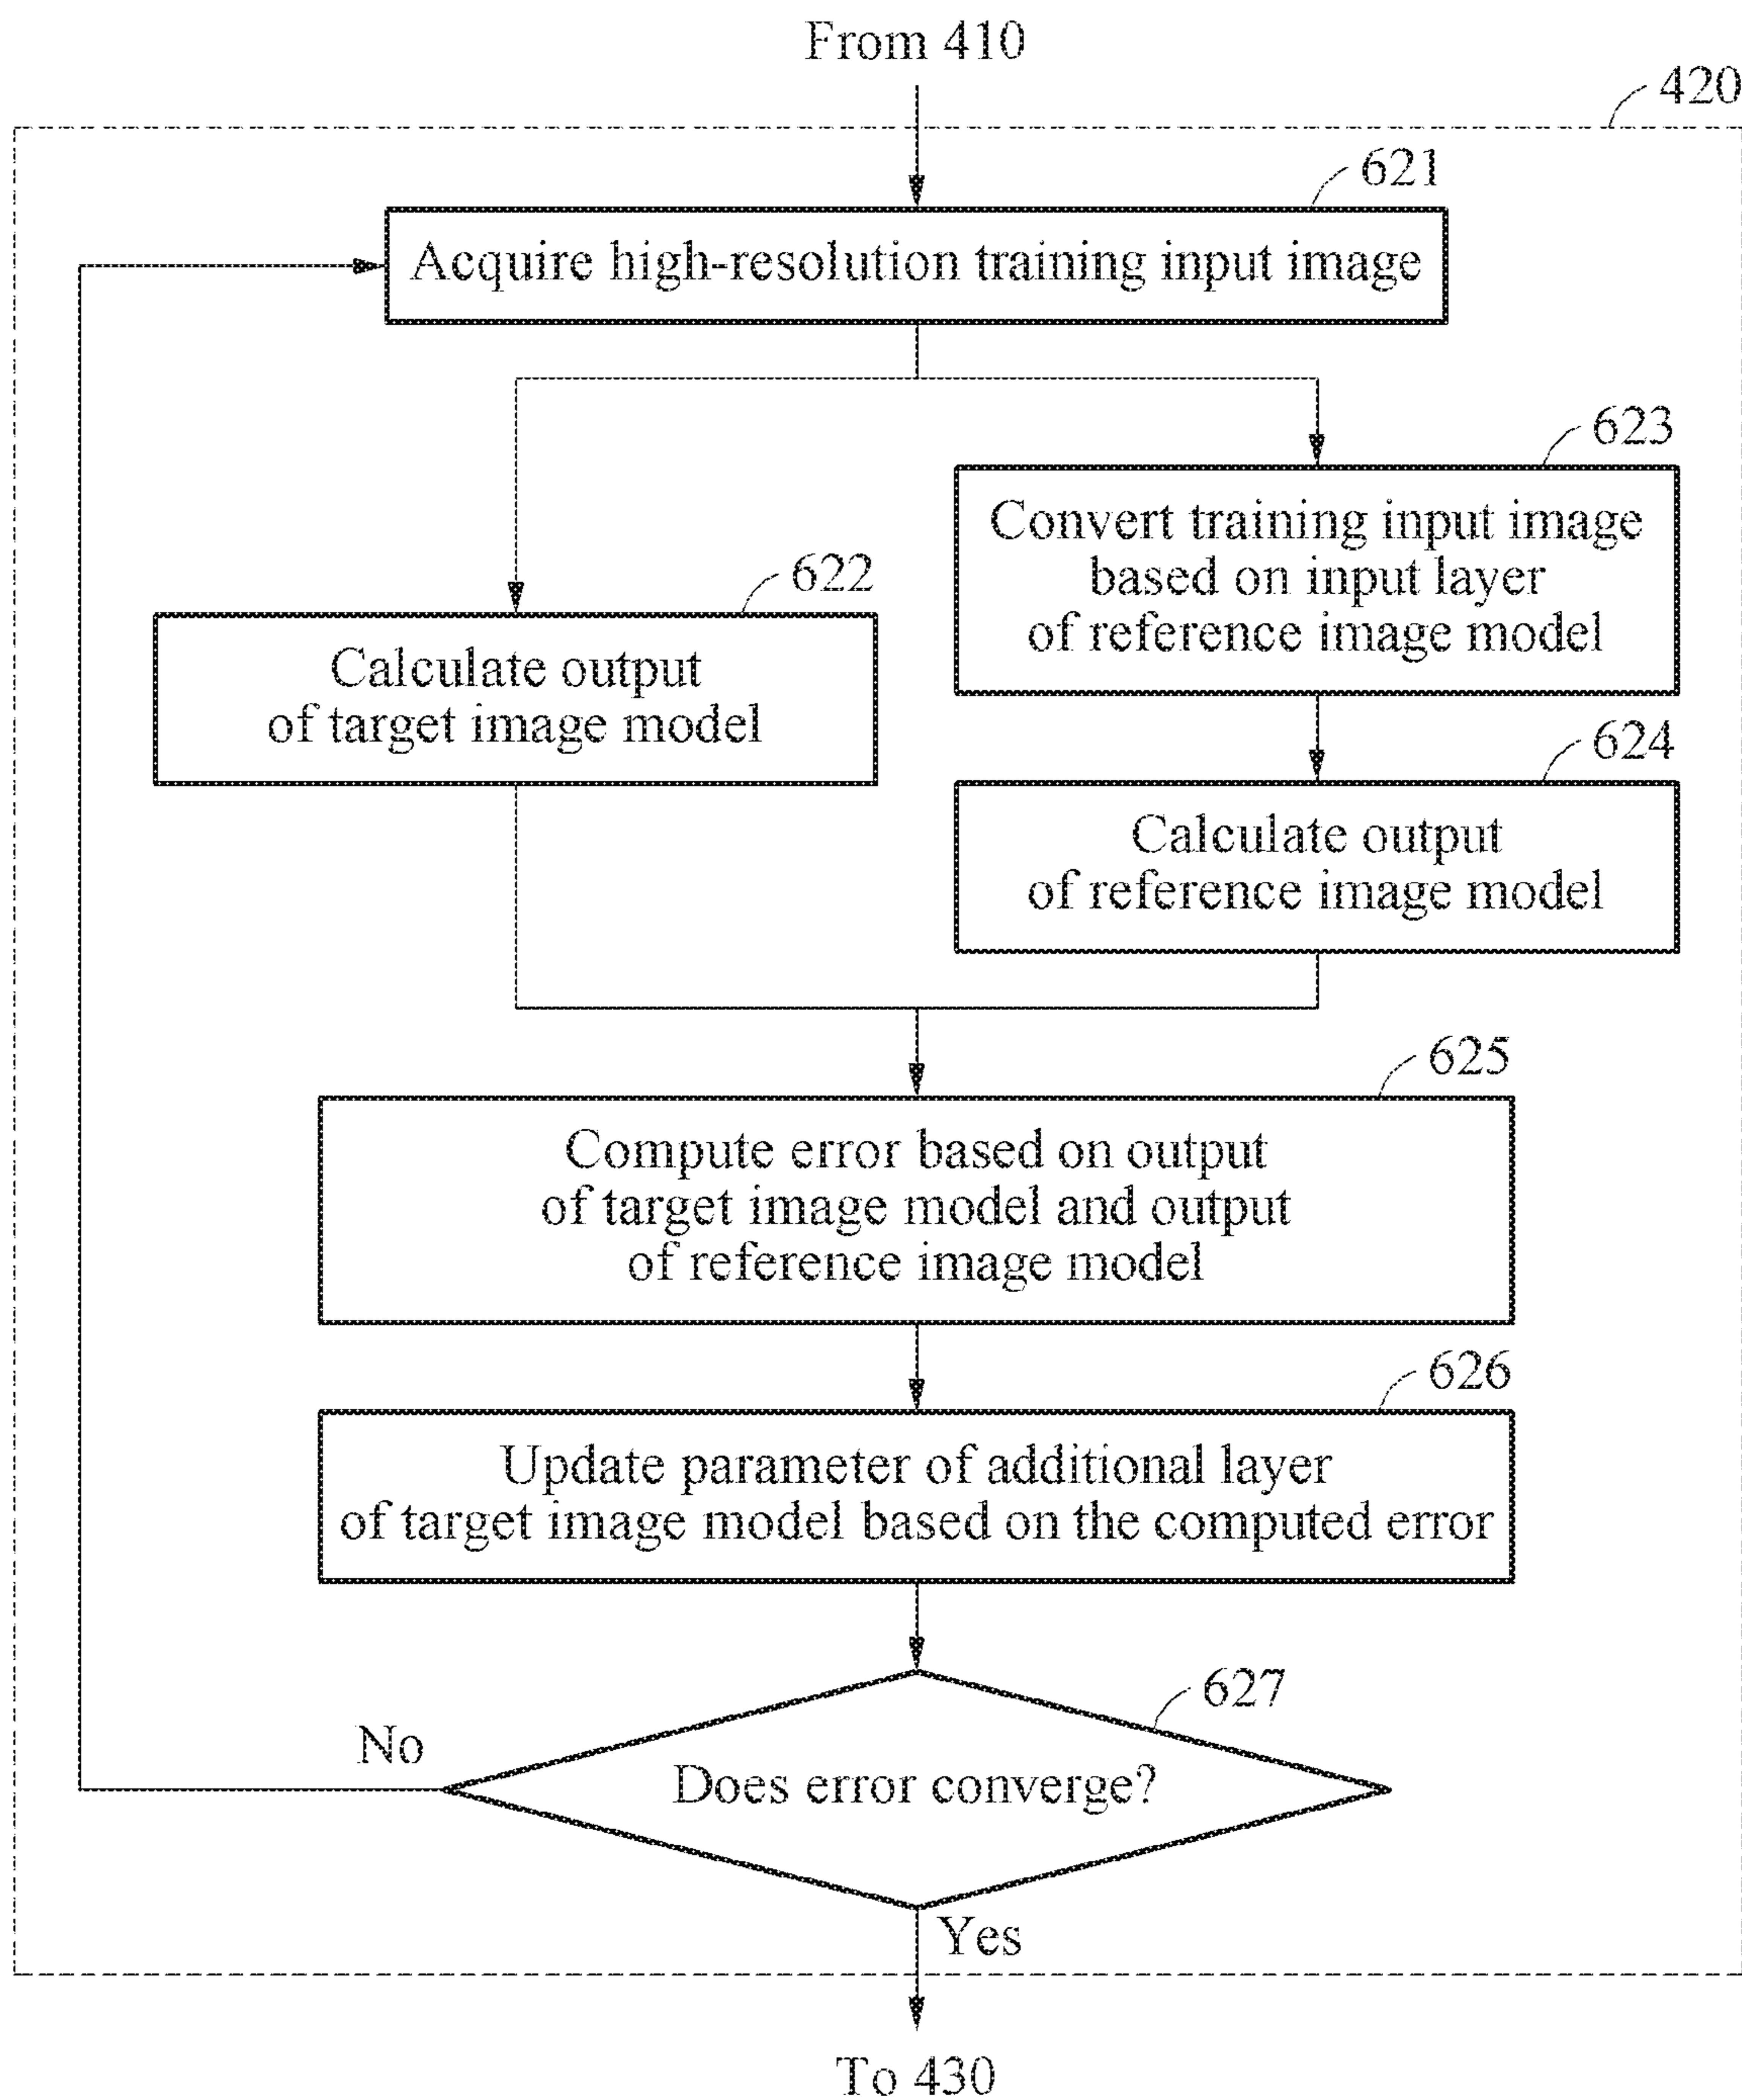 From 410
420
621
Acquire high-resolution training input image
623
Convert training input image
based on input layer
of reference image model
622
Calculate output
of target image model
624
Calculate output
of reference image model
625
Compute error based on output
of target image model and output
of reference image model
626
Update parameter of additional layer
of target image model based on the computed error
627
Does error converge?
No
Yes
To 430